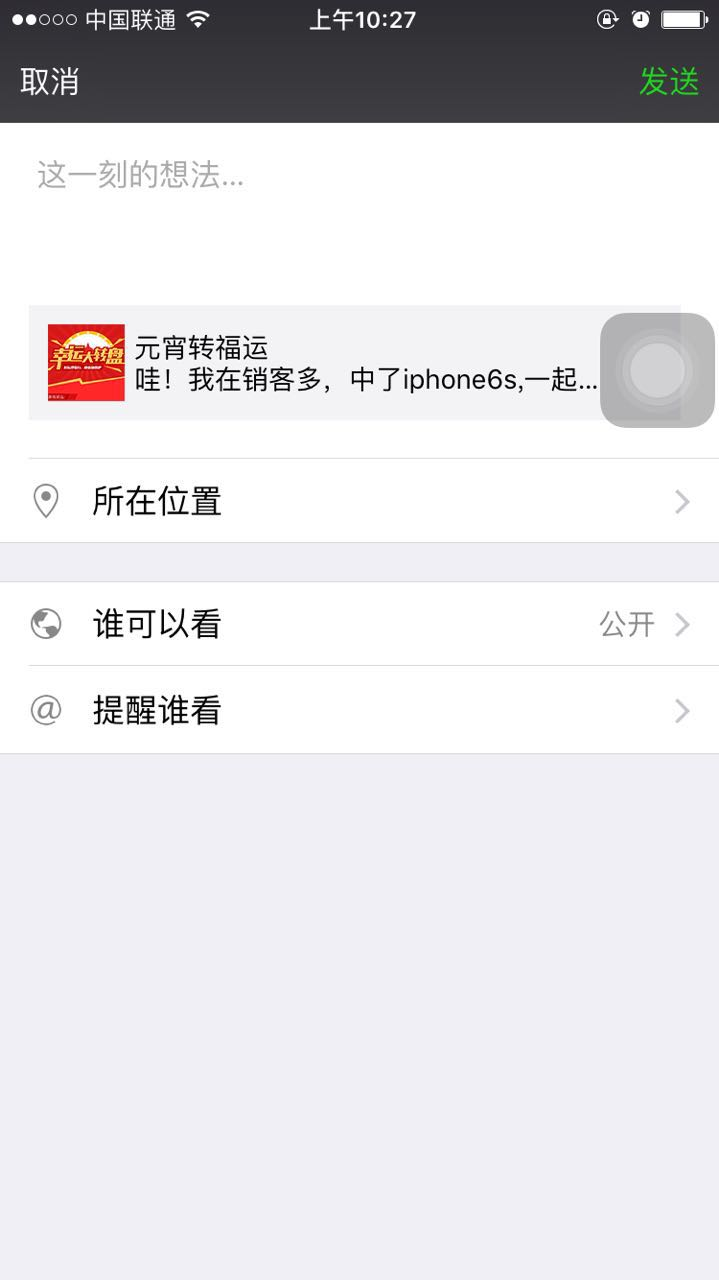 中国联通 上午10:27
取消 发送
这一刻的想法...
幸运大转盘
元宵转福运
哇！我在销客多，中了iphone6s,一起...
所在位置
谁可以看 公开
@ 提醒谁看